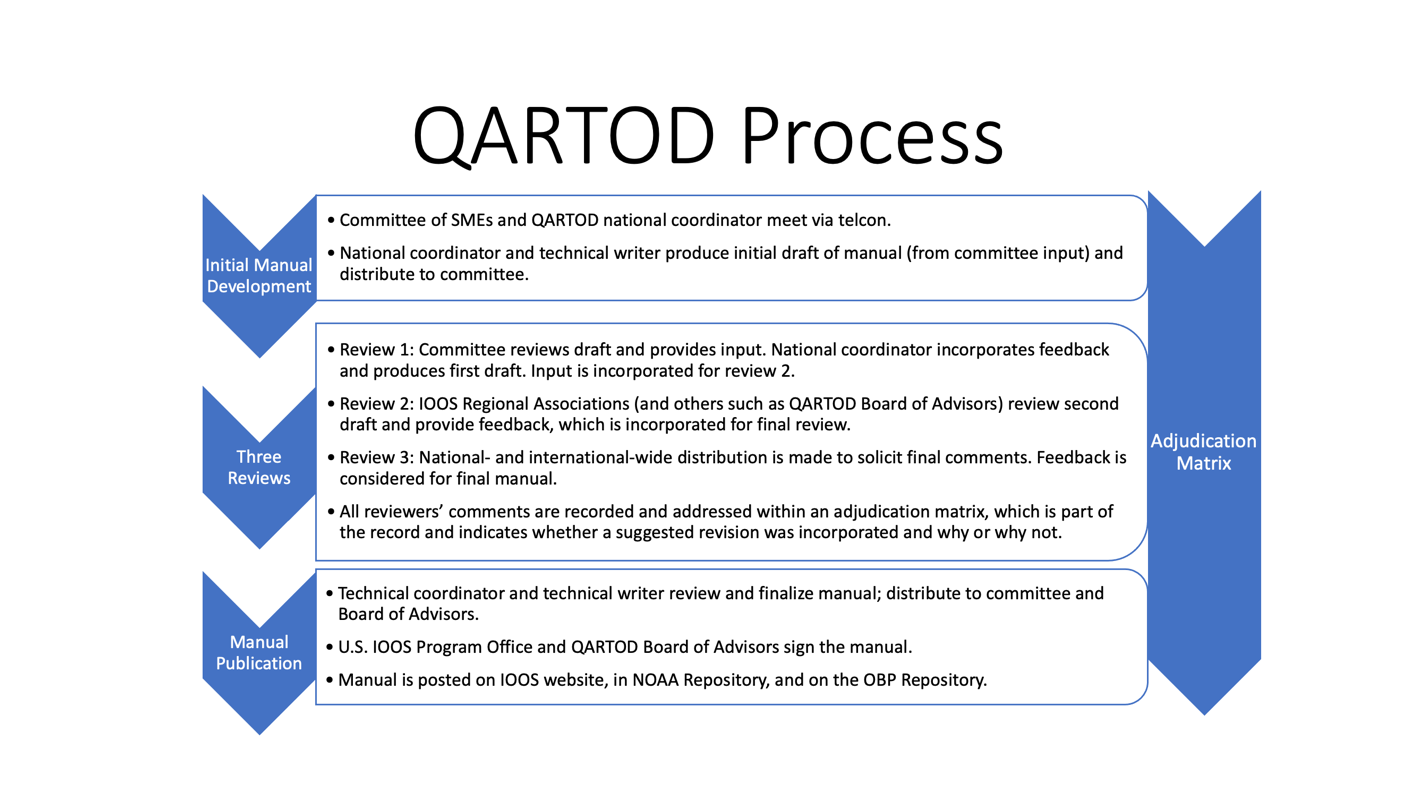 QARTOD Process
Initial Manual
Development
• Committee of SMEs and QARTOD national coordinator meet via telcon.
• National coordinator and technical writer produce initial draft of manual (from committee input) and
distribute to committee.
Three
Reviews
• Review 1: Committee reviews draft and provides input. National coordinator incorporates feedback
and produces first draft. Input is incorporated for review 2.
• Review 2: IOOS Regional Associations (and others such as QARTOD Board of Advisors) review second
draft and provide feedback, which is incorporated for final review.
• Review 3: National- and international-wide distribution is made to solicit final comments. Feedback is
considered for final manual.
• All reviewers’ comments are recorded and addressed within an adjudication matrix, which is part of
the record and indicates whether a suggested revision was incorporated and why or why not.
Manual
Publication
• Technical coordinator and technical writer review and finalize manual; distribute to committee and
Board of Advisors.
• U.S. IOOS Program Office and QARTOD Board of Advisors sign the manual.
• Manual is posted on IOOS website, in NOAA Repository, and on the OBP Repository.
Adjudication
Matrix